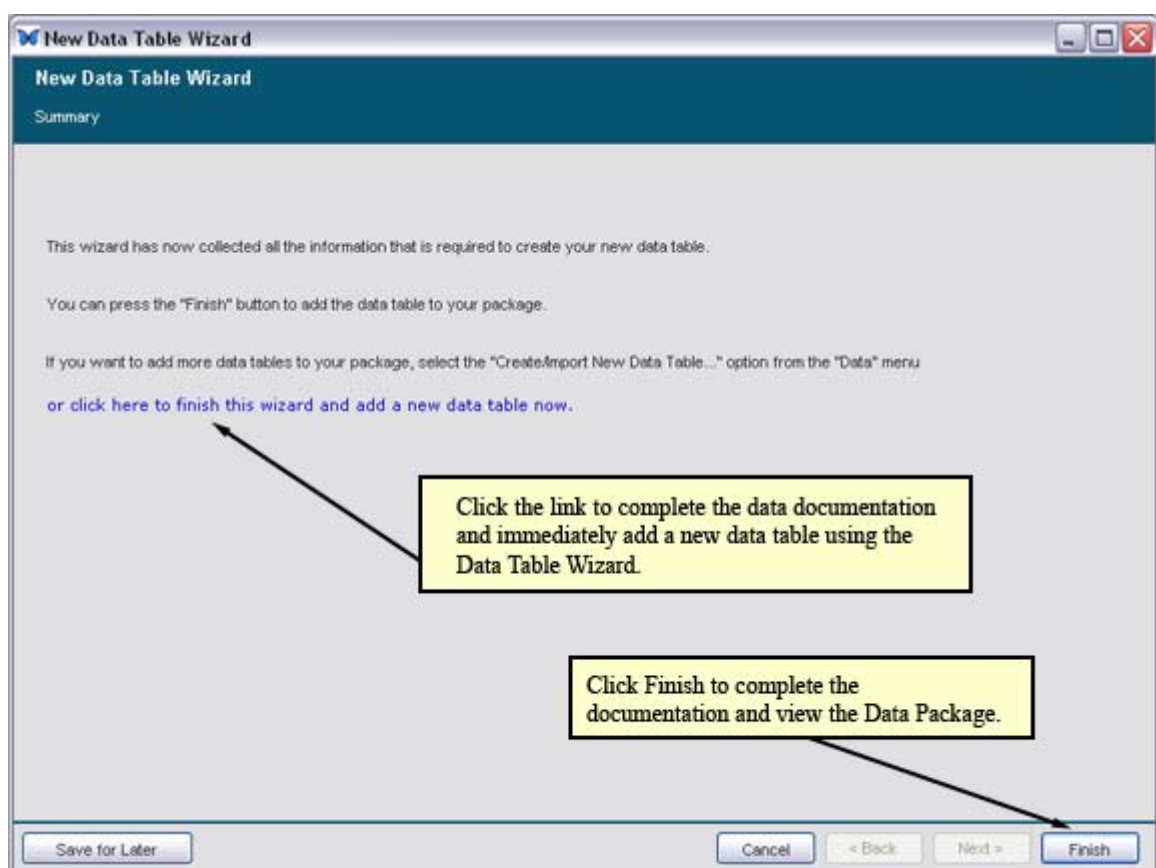 New Data Table Wizard
New Data Table Wizard
Summary
This wizard has now collected all the information that is required to create your new data table.
You can press the "Finish" button to add the data table to your package.
If you want to add more data tables to your package, select the "Create/Import New Data Table..." option from the "Data" menu
or click here to finish this wizard and add a new data table now.
Click the link to complete the data documentation
and immediately add a new data table using the
Data Table Wizard.
Click Finish to complete the
documentation and view the Data Package.
Save for Later
Cancel
< Back
Next >
Finish